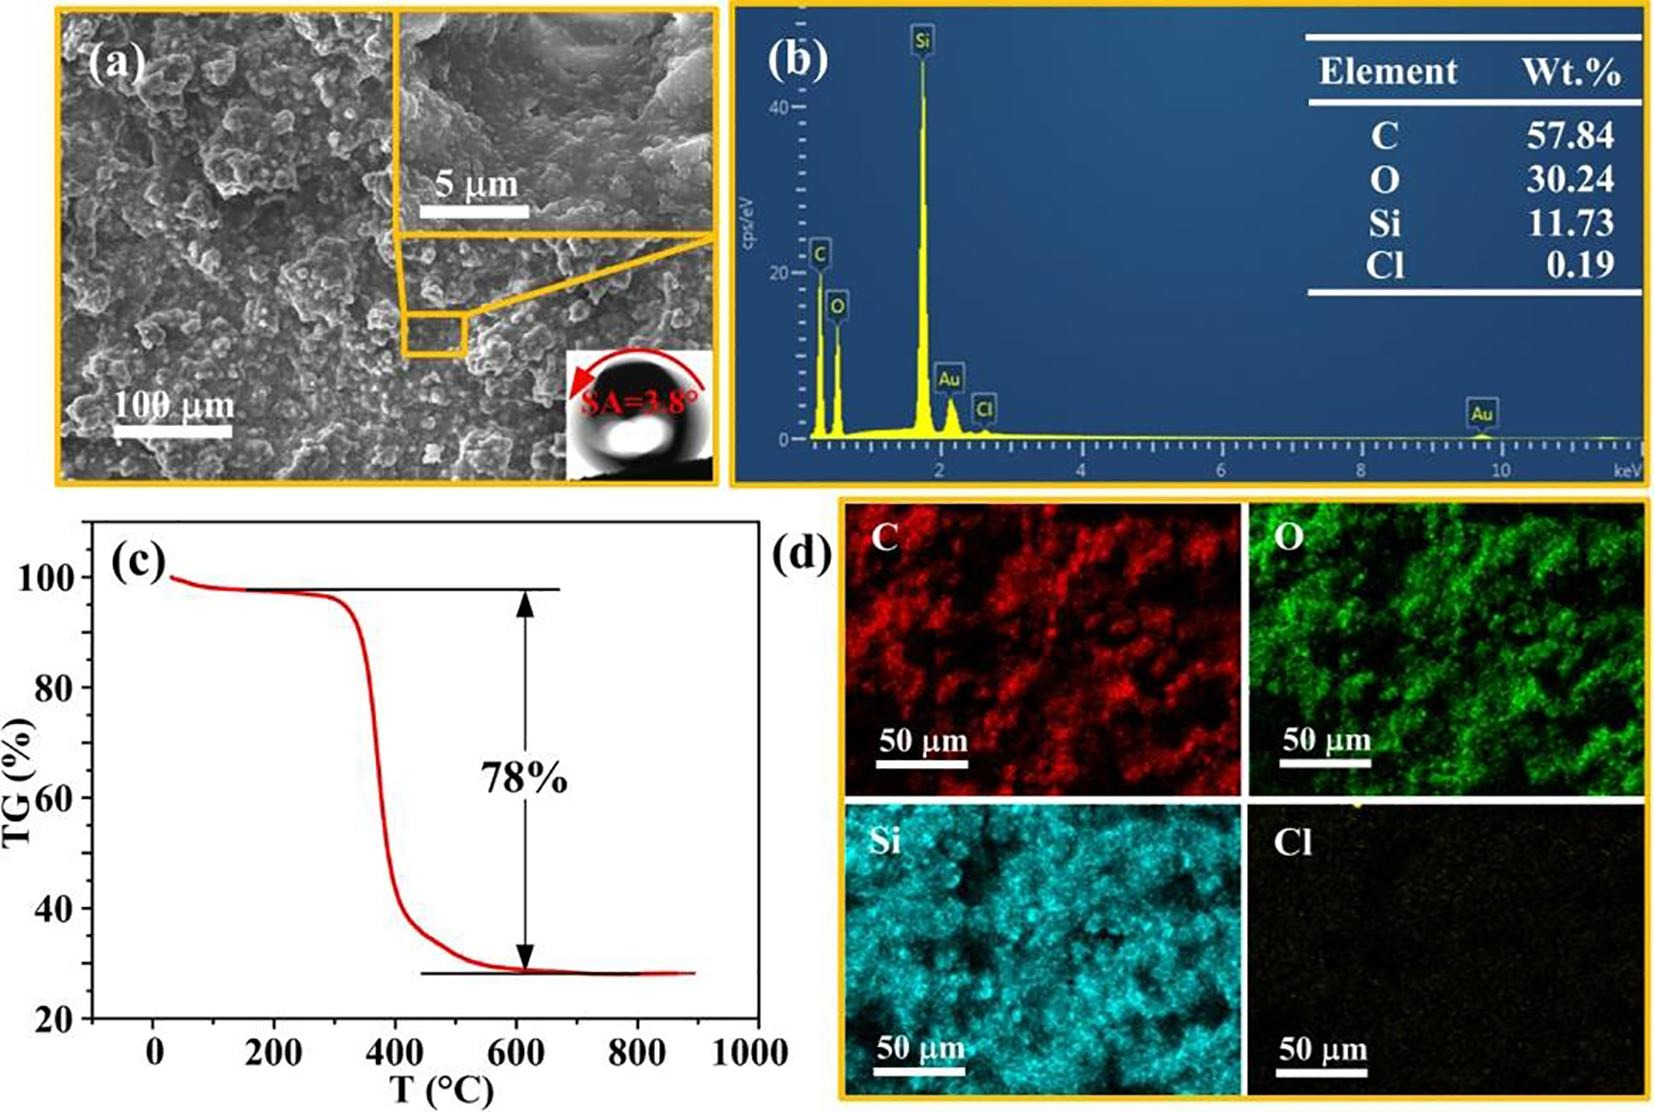 (a)
5 μm
100 μm
SA=3.8°
(b)
Element Wt.%
C 57.84
O 30.24
Si 11.73
Cl 0.19
cps/eV
40
20
0
C
O
Si
Au
Cl
Au
2 4 6 8 10 keV
(c)
TG (%)
100
80
60
40
20
78%
0 200 400 600 800 1000
T (°C)
(d)
C
50 μm
O
50 μm
Si
50 μm
Cl
50 μm